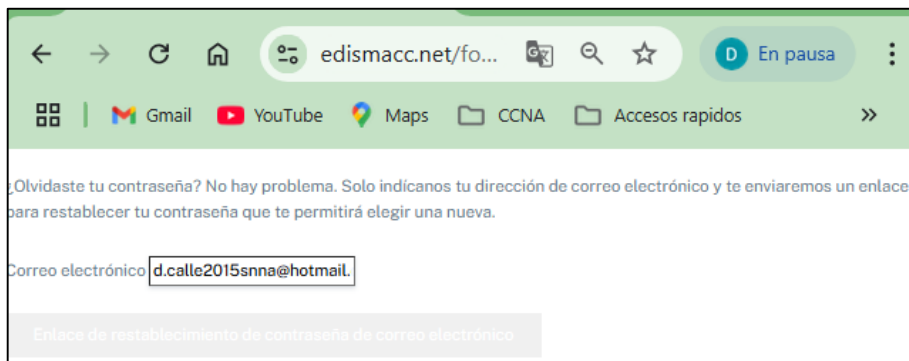 edismacc.net/fo...
D En pausa
Gmail YouTube Maps CCNA Accesos rapidos »
¿Olvidaste tu contraseña? No hay problema. Solo indícanos tu dirección de correo electrónico y te enviaremos un enlace
para restablecer tu contraseña que te permitirá elegir una nueva.
Correo electrónico d.calle2015snna@hotmail.
Enlace de restablecimiento de contraseña de correo electrónico